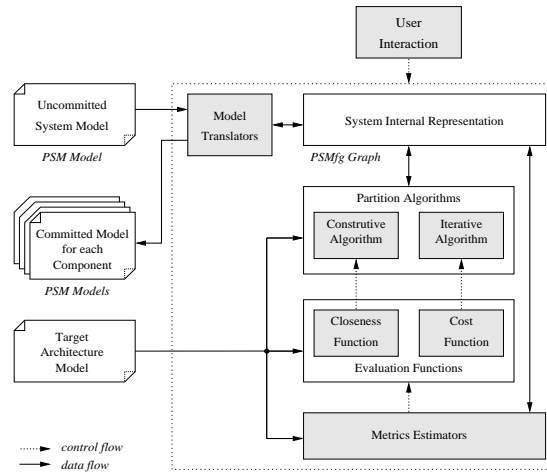 User
Interaction
Uncommitted
System Model
PSM Model
Model
Translators
System Internal Representation
PSMfg Graph
Partition Algorithms
Construtive
Algorithm
Iterative
Algorithm
Committed Model
for each
Component
PSM Models
Target
Architecture
Model
Closeness
Function
Cost
Function
Evaluation Functions
Metrics Estimators
control flow
data flow